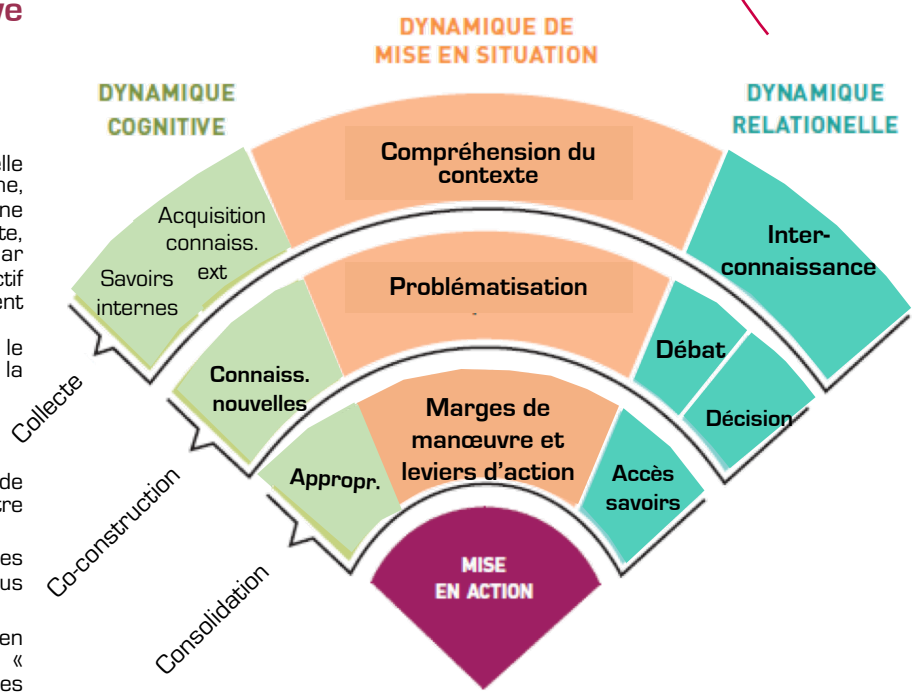 ve
DYNAMIQUE DE
MISE EN SITUATION
DYNAMIQUE
COGNITIVE
DYNAMIQUE
RELATIONELLE
elle
ne,
ne
te,
ar
ctif
ent
le
la
de
tre
es
us
en
«
es
Compréhension du
contexte
Acquisition
connaiss.
ext
Savoirs
internes
Inter-
connaissance
Problématisation
Connaiss.
nouvelles
Débat
Décision
Marges de
manœuvre et
leviers d’action
Appropr.
Accès
savoirs
MISE
EN ACTION
Collecte
Co-construction
Consolidation